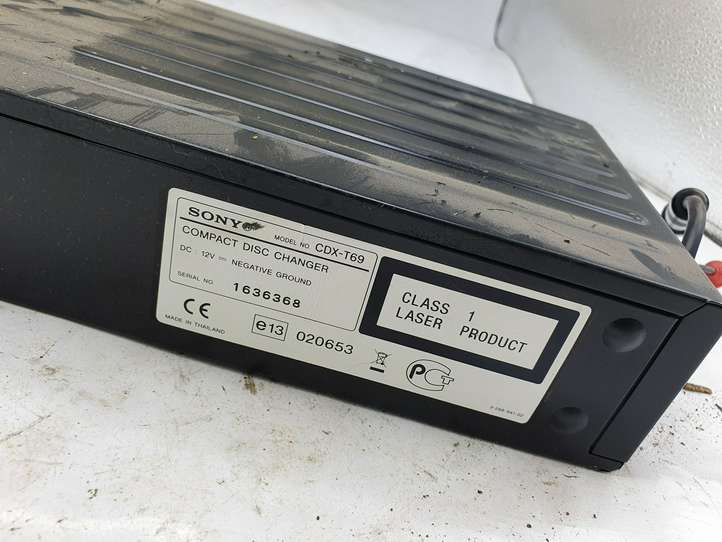 SONY
MODEL NO. CDX-T69
COMPACT DISC CHANGER
DC 12V ⎓ NEGATIVE GROUND
SERIAL NO. 1636368
CE
MADE IN THAILAND
e13 020653
PCT
CLASS 1
LASER PRODUCT